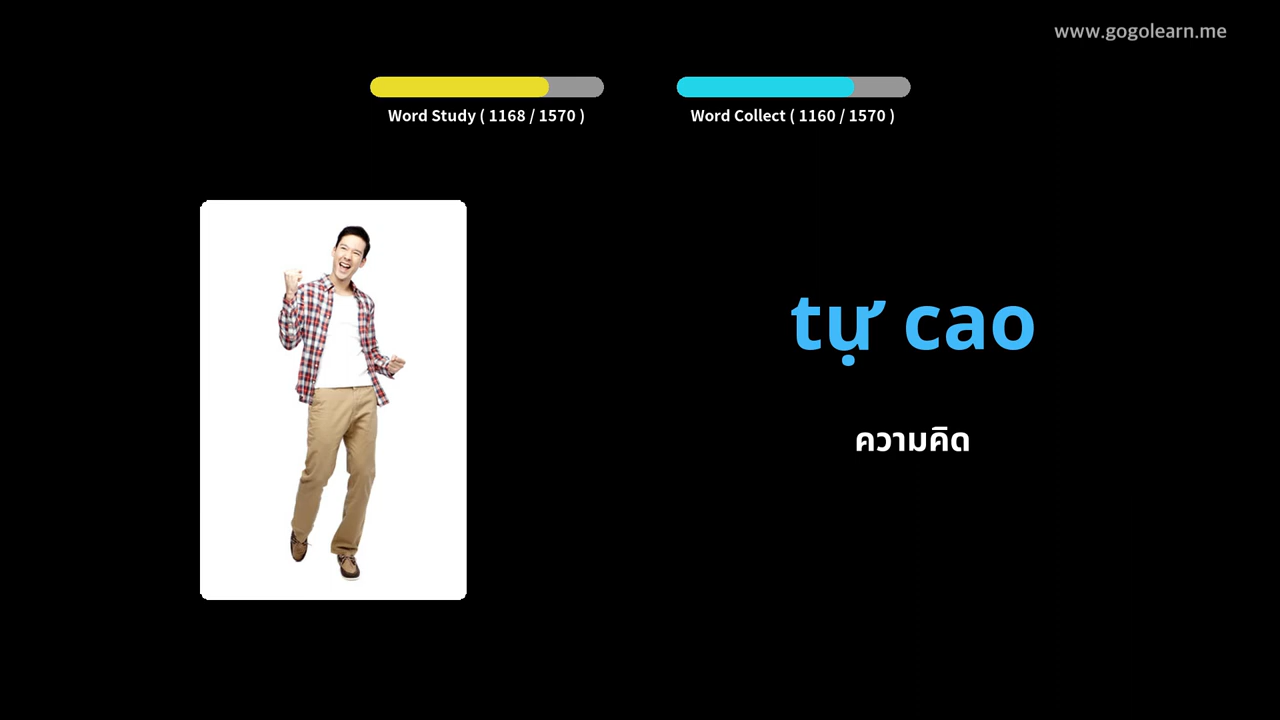 www.gogolearn.me
Word Study ( 1168 / 1570 )
Word Collect ( 1160 / 1570 )
tự cao
ความคิด